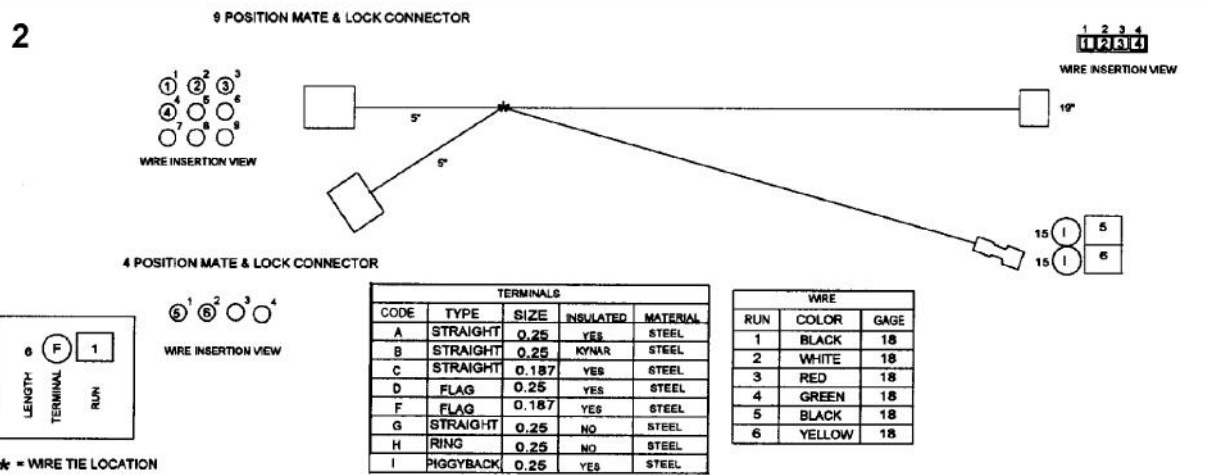 2
9 POSITION MATE & LOCK CONNECTOR
1 2 3
1 2 3
4 5 6
4
7 8 9
WIRE INSERTION VIEW
5"
5"
1 2 3 4
1 2 3 4
WIRE INSERTION VIEW
19"
15 I 5
15 I 6
4 POSITION MATE & LOCK CONNECTOR
1 2 3 4
5 6
WIRE INSERTION VIEW
6 F 1
LENGTH
TERMINAL
RUN
* = WIRE TIE LOCATION
TERMINALS
CODE TYPE SIZE INSULATED MATERIAL
A STRAIGHT 0.25 YES STEEL
B STRAIGHT 0.25 KYNAR STEEL
C STRAIGHT 0.187 YES STEEL
D FLAG 0.25 YES STEEL
F FLAG 0.187 YES STEEL
G STRAIGHT 0.25 NO STEEL
H RING 0.25 NO STEEL
I PIGGYBACK 0.25 YES STEEL
WIRE
RUN COLOR GAGE
1 BLACK 18
2 WHITE 18
3 RED 18
4 GREEN 18
5 BLACK 18
6 YELLOW 18